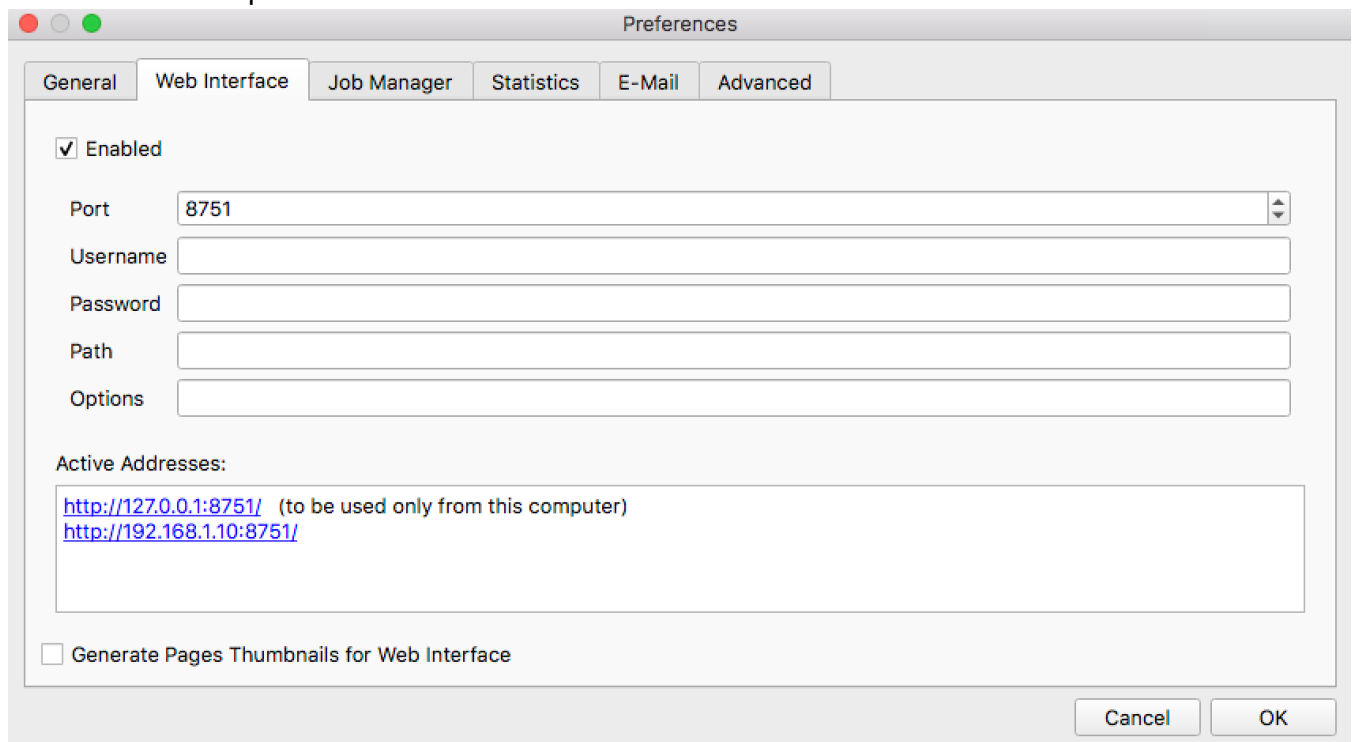 Preferences
General Web Interface Job Manager Statistics E-Mail Advanced
Enabled
Port 8751
Username
Password
Path
Options
Active Addresses:
http://127.0.0.1:8751/ (to be used only from this computer)
http://192.168.1.10:8751/
Generate Pages Thumbnails for Web Interface
Cancel OK